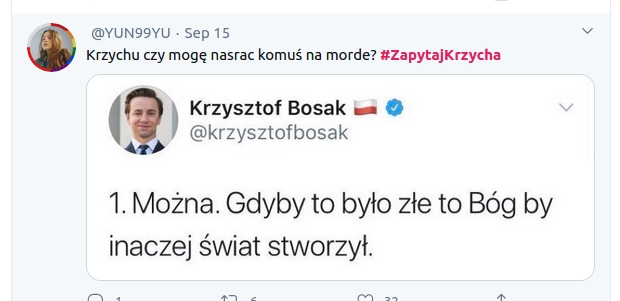 @YUN99YU · Sep 15
Krzychu czy mogę nasrac komuś na morde? #ZapytajKrzycha
Krzysztof Bosak 🇵🇱
@krzysztofbosak
1. Można. Gdyby to było złe to Bóg by
inaczej świat stworzył.
1 6 32